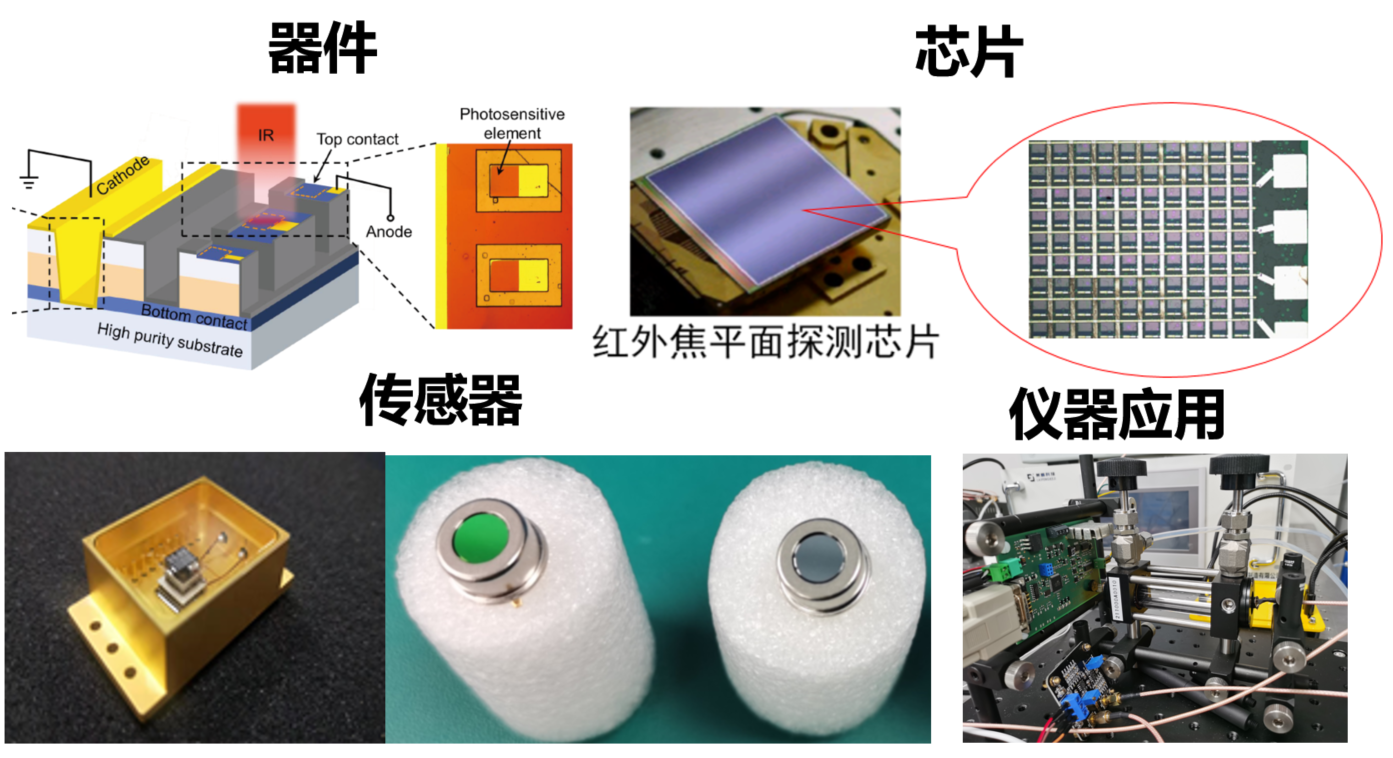 器件
芯片
IR
Top contact
Photosensitive
element
Cathode
Anode
Bottom contact
High purity substrate
红外焦平面探测芯片
传感器
仪器应用